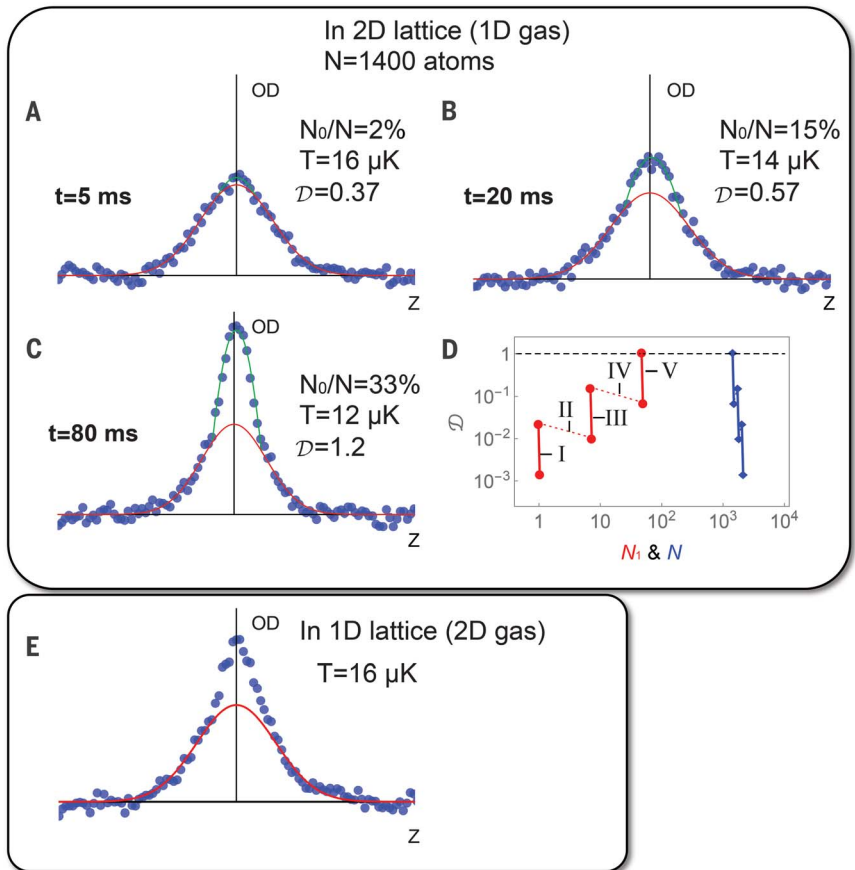 In 2D lattice (1D gas)
N=1400 atoms
A
OD
N₀/N=2%
T=16 µK
𝒟=0.37
t=5 ms
Z
B
OD
N₀/N=15%
T=14 µK
𝒟=0.57
t=20 ms
Z
C
OD
N₀/N=33%
T=12 µK
𝒟=1.2
t=80 ms
Z
D
1
10⁻¹
10⁻²
10⁻³
𝒟
I
II
III
IV
V
1 10 10² 10³ 10⁴
N₁ & N
E
OD
In 1D lattice (2D gas)
T=16 µK
Z